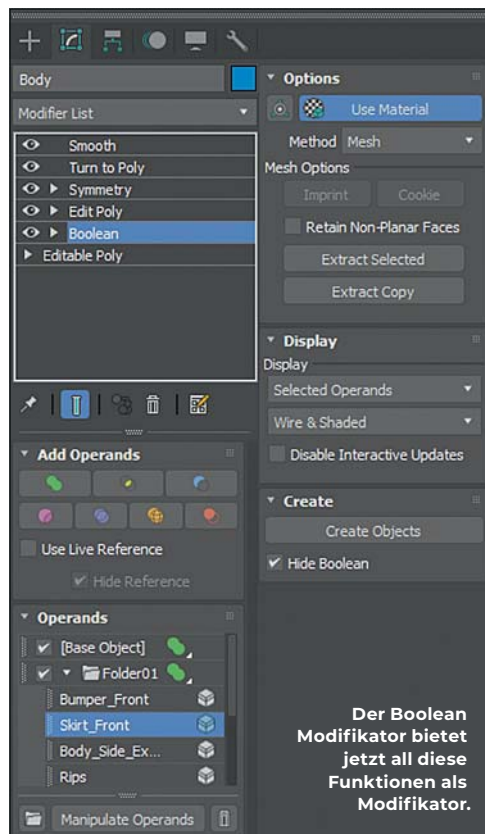 Body
Modifier List
Smooth
Turn to Poly
Symmetry
Edit Poly
Boolean
Editable Poly
Add Operands
Use Live Reference
Hide Reference
Operands
[Base Object]
Folder01
Bumper_Front
Skirt_Front
Body_Side_Ex...
Rips
Manipulate Operands
Options
Use Material
Method Mesh
Mesh Options
Imprint Cookie
Retain Non-Planar Faces
Extract Selected
Extract Copy
Display
Display
Selected Operands
Wire & Shaded
Disable Interactive Updates
Create
Create Objects
Hide Boolean
Der Boolean
Modifikator bietet
jetzt all diese
Funktionen als
Modifikator.